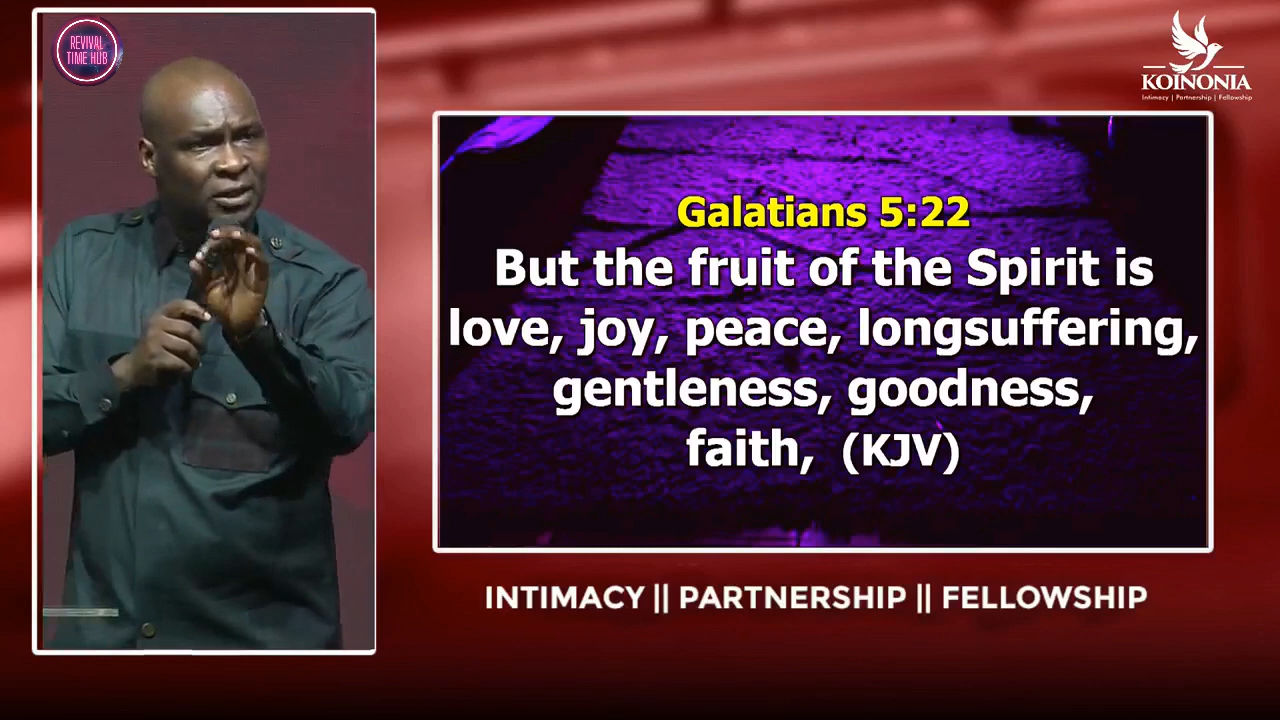 REVIVAL
TIME HUB
KOINONIA
Intimacy | Partnership | Fellowship
Galatians 5:22
But the fruit of the Spirit is
love, joy, peace, longsuffering,
gentleness, goodness,
faith, (KJV)
INTIMACY || PARTNERSHIP || FELLOWSHIP